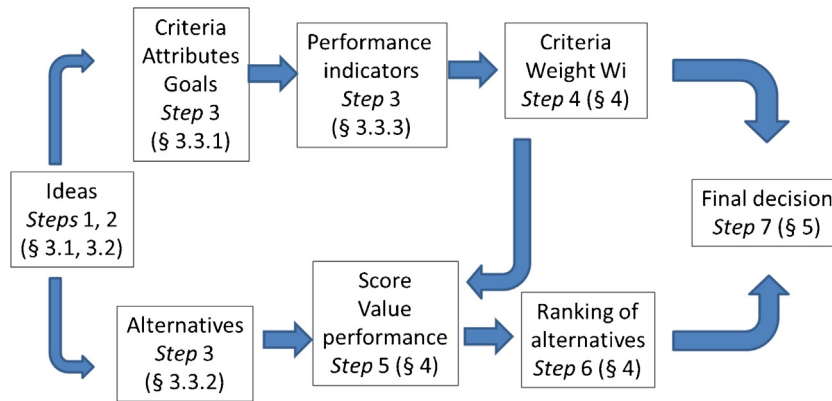 Criteria
Attributes
Goals
Step 3
(§ 3.3.1)
Performance
indicators
Step 3
(§ 3.3.3)
Criteria
Weight Wi
Step 4 (§ 4)
Ideas
Steps 1, 2
(§ 3.1, 3.2)
Final decision
Step 7 (§ 5)
Alternatives
Step 3
(§ 3.3.2)
Score
Value
performance
Step 5 (§ 4)
Ranking of
alternatives
Step 6 (§ 4)